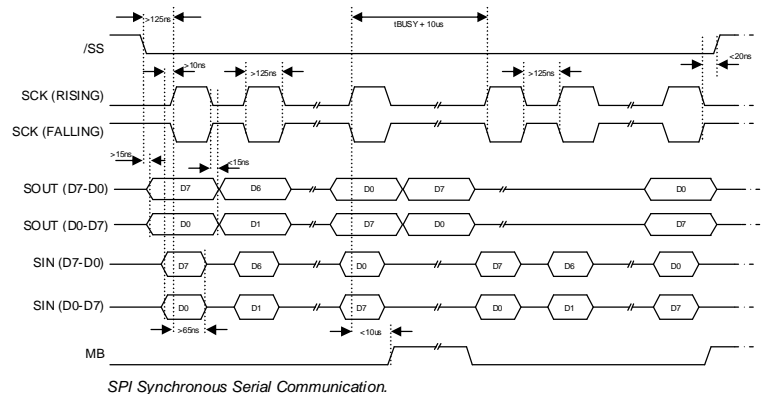 >125ns
tBUSY + 10us
/SS
>10ns
>125ns
>125ns
<20ns
SCK (RISING)
SCK (FALLING)
>15ns
<15ns
SOUT (D7-D0)
D7
D6
D0
D7
D0
SOUT (D0-D7)
D0
D1
D7
D0
D7
SIN (D7-D0)
D7
D6
D0
D7
D6
D0
SIN (D0-D7)
D0
D1
D7
D0
D1
D7
>65ns
<10us
MB
SPI Synchronous Serial Communication.